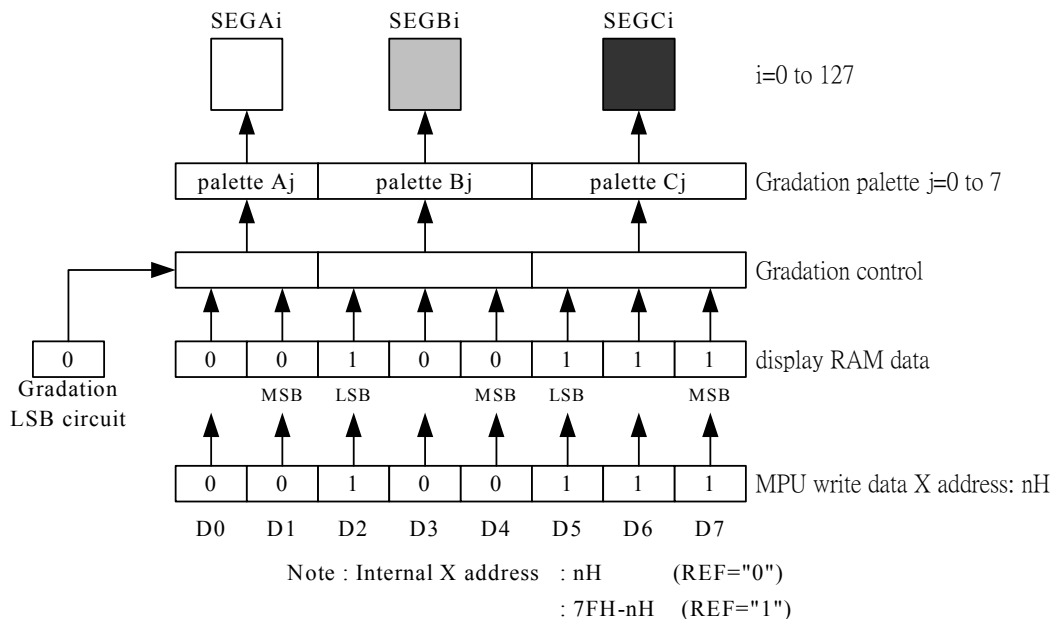 SEGAi SEGBi SEGCi
i=0 to 127
palette Aj palette Bj palette Cj Gradation palette j=0 to 7
Gradation control
0 0 0 1 0 0 1 1 1 display RAM data
Gradation
LSB circuit
MSB LSB MSB LSB MSB
0 0 1 0 0 1 1 1 MPU write data X address: nH
D0 D1 D2 D3 D4 D5 D6 D7
Note : Internal X address : nH (REF="0")
: 7FH-nH (REF="1")